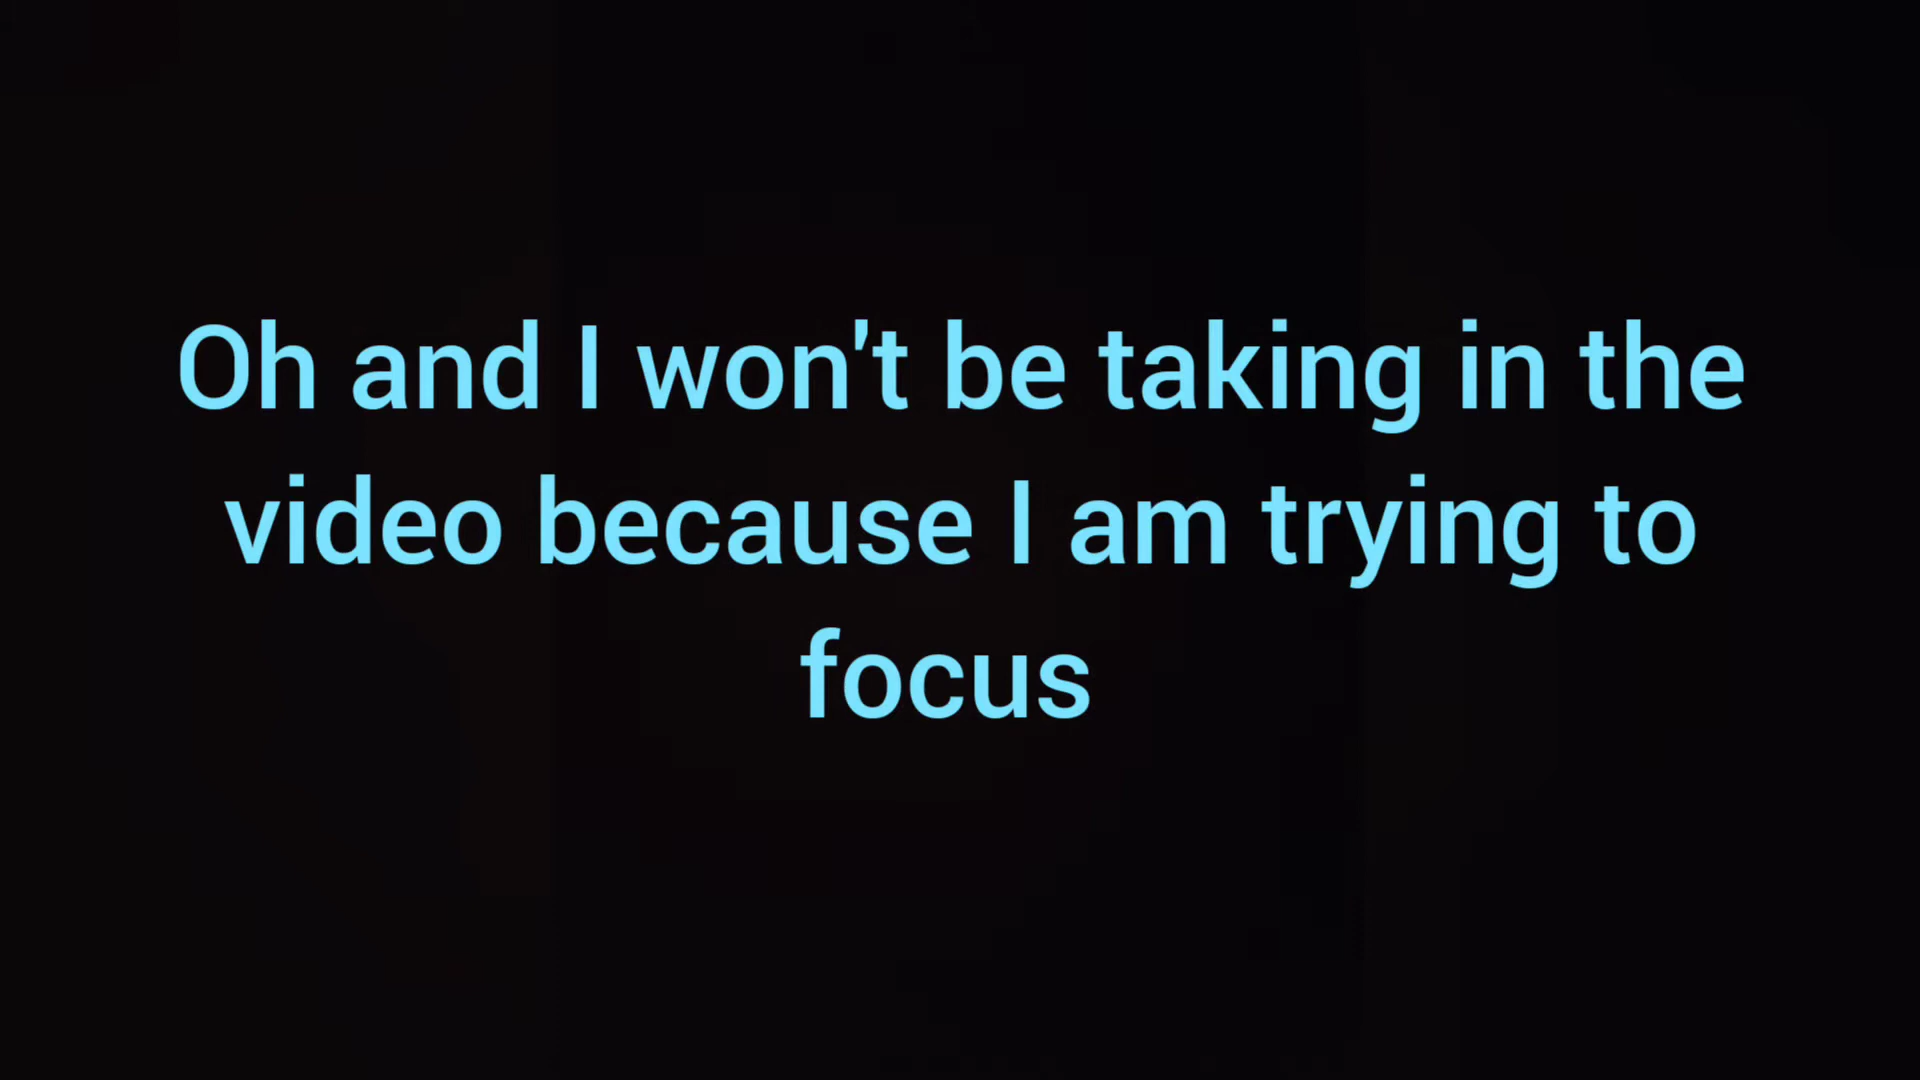 Oh and I won't be taking in the
video because I am trying to
focus